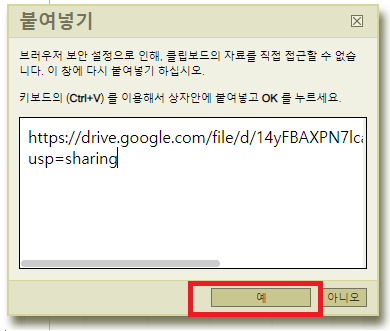 붙여넣기
브러우저 보안 설정으로 인해, 클립보드의 자료를 직접 접근할 수 없습
니다. 이 창에 다시 붙여넣기 하십시오.
키보드의 (Ctrl+V) 를 이용해서 상자안에 붙여넣고 OK 를 누르세요.
https://drive.google.com/file/d/14yFBAXPN7lca
usp=sharing
예
아니오